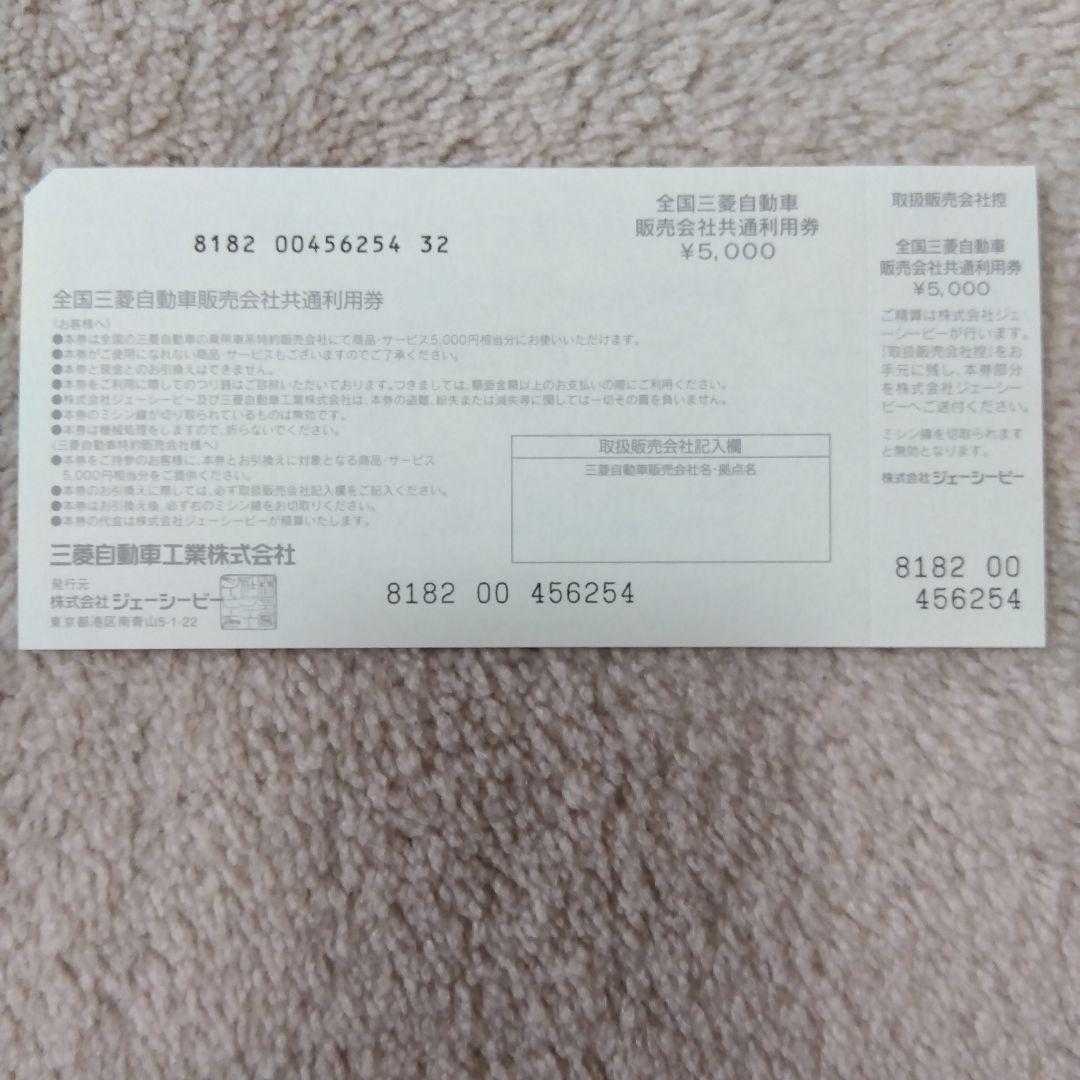 8182 00456254 32
全国三菱自動車
販売会社共通利用券
¥5,000
全国三菱自動車販売会社共通利用券
〈お客様へ〉
●本券は全国の三菱自動車の乗用車系特約販売会社にて商品・サービス5,000円相当分にお使いいただけます。
●本券がご使用になれない商品・サービスもございますのでご了承ください。
●本券と現金とのお引換えはできません。
●本券をご利用に際してのつり銭はご容赦いただいております。つきましては、額面金額以上のお支払いの際にご利用ください。
●株式会社ジェーシービー及び三菱自動車工業株式会社は、本券の盗難、紛失または滅失等に関しては一切その責を負いません。
●本券のミシン線が切り取られているものは無効です。
●本券は機械処理をしますので、折らないでください。
〈三菱自動車特約販売会社様へ〉
●本券をご持参のお客様に、本券とお引換えに対象となる商品・サービス
5,000円相当分をご提供ください。
●本券のお引換えに際しては、必ず取扱販売会社記入欄をご記入ください。
●本券はお引換え後、必ず右のミシン線をお切取りください。
●本券の代金は株式会社ジェーシービーが精算いたします。
三菱自動車工業株式会社
発行元
株式会社ジェーシービー
東京都港区南青山5-1-22
取扱販売会社記入欄
三菱自動車販売会社名・拠点名
8182 00 456254
取扱販売会社控
全国三菱自動車
販売会社共通利用券
¥5,000
ご精算は株式会社ジェ
ーシービーが行います。
『取扱販売会社控』をお
手元に残し、本券部分
を株式会社ジェーシー
ビーへご送付ください。
ミシン線を切取られます
と無効となります。
株式会社ジェーシービー
8182 00
456254